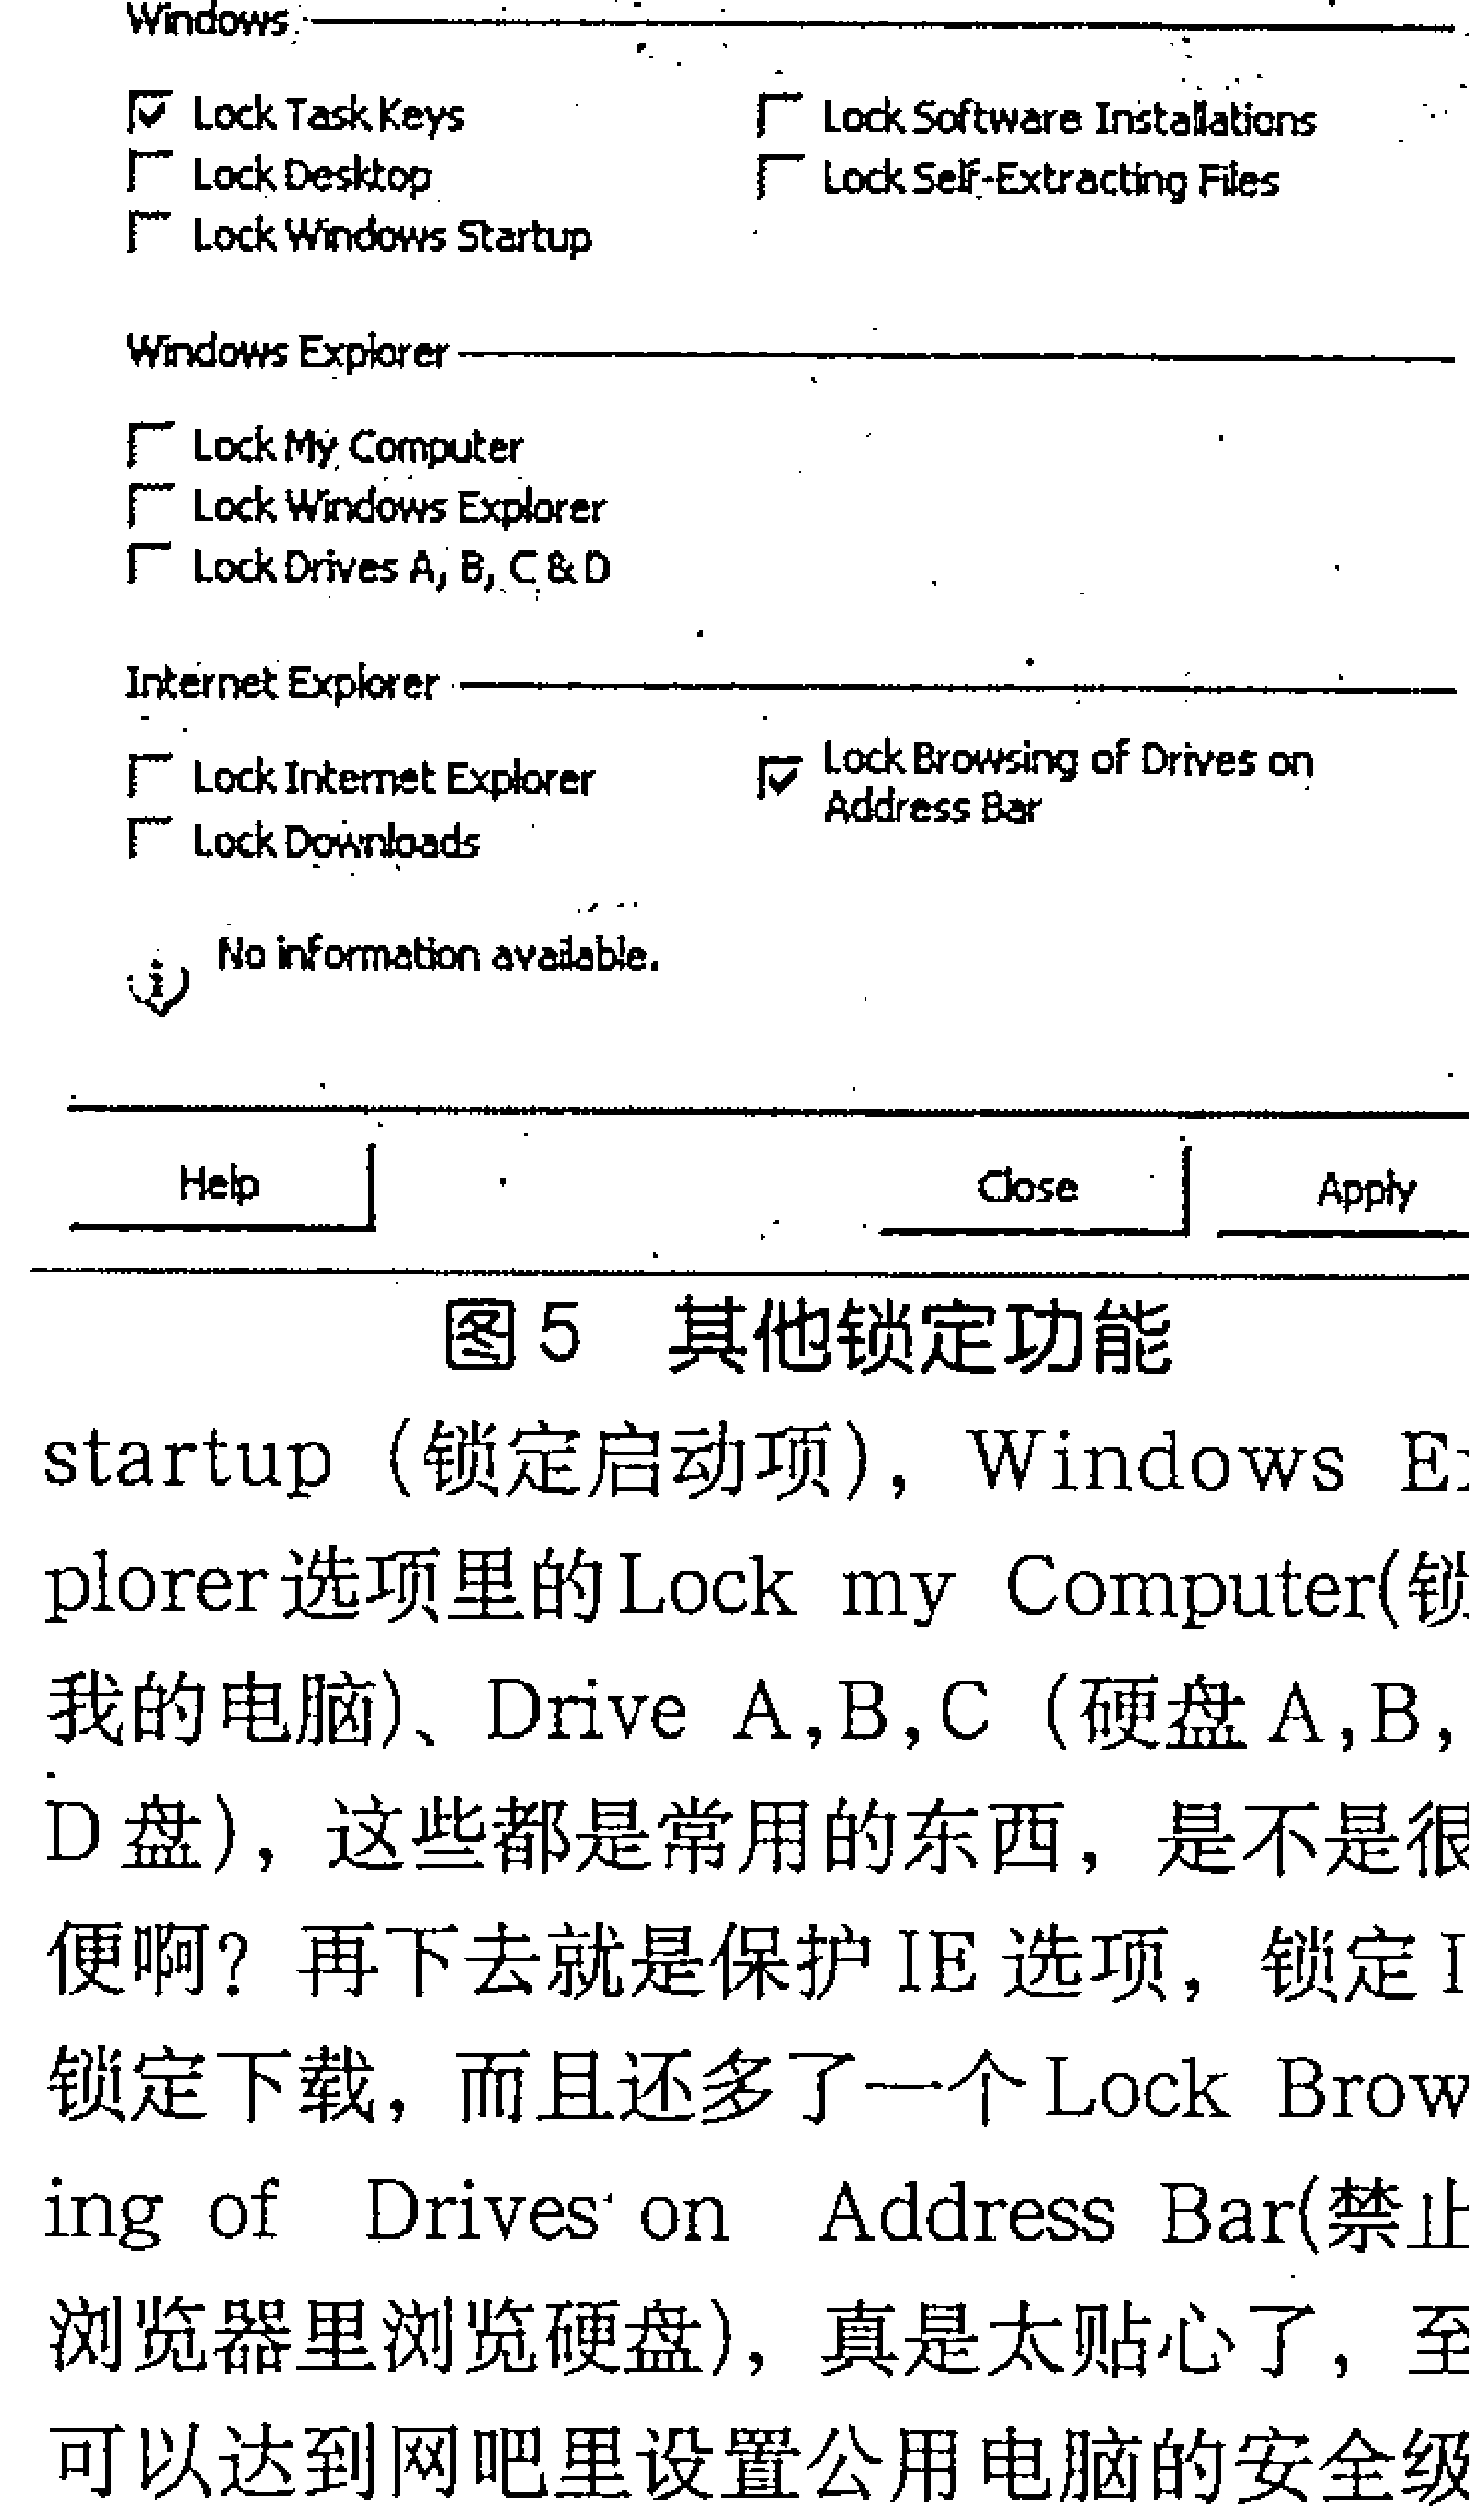 Windows
Lock Task Keys
Lock Software Installations
Lock Desktop
Lock Self-Extracting Files
Lock Windows Startup
Windows Explorer
Lock My Computer
Lock Windows Explorer
Lock Drives A, B, C & D
Internet Explorer
Lock Internet Explorer
Lock Browsing of Drives on
Address Bar
Lock Downloads
No information available.
Help
Close
Apply
图5 其他锁定功能
startup（锁定启动项），Windows Ex
plorer选项里的Lock my Computer(锁
我的电脑)、Drive A,B,C（硬盘A,B,
D盘），这些都是常用的东西，是不是很
便啊？再下去就是保护IE选项，锁定I
锁定下载，而且还多了一个Lock Brow
ing of Drives on Address Bar(禁止
浏览器里浏览硬盘)，真是太贴心了，至
可以达到网吧里设置公用电脑的安全级